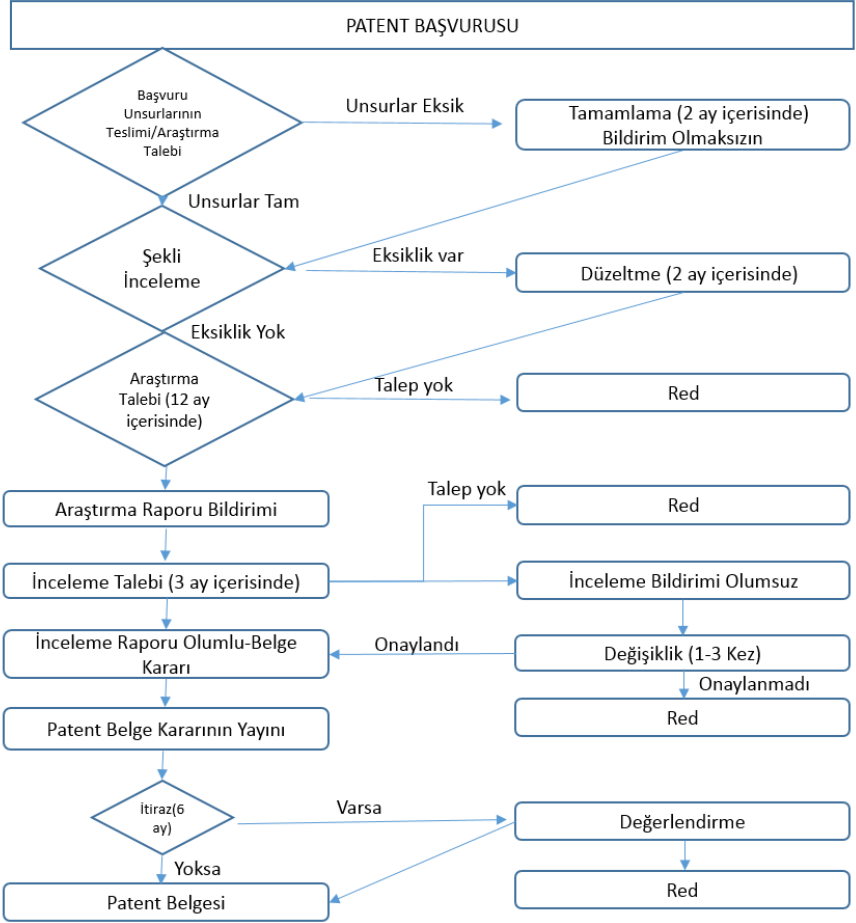 PATENT BAŞVURUSU
Başvuru
Unsurlarının
Teslimi/Araştırma
Talebi
Unsurlar Eksik
Tamamlama (2 ay içerisinde)
Bildirim Olmaksızın
Unsurlar Tam
Şekli
İnceleme
Eksiklik var
Düzeltme (2 ay içerisinde)
Eksiklik Yok
Araştırma
Talebi (12 ay
içerisinde)
Talep yok
Red
Araştırma Raporu Bildirimi
Talep yok
Red
İnceleme Talebi (3 ay içerisinde)
İnceleme Bildirimi Olumsuz
İnceleme Raporu Olumlu-Belge
Kararı
Onaylandı
Değişiklik (1-3 Kez)
Onaylanmadı
Red
Patent Belge Kararının Yayını
İtiraz(6
ay)
Varsa
Değerlendirme
Yoksa
Red
Patent Belgesi